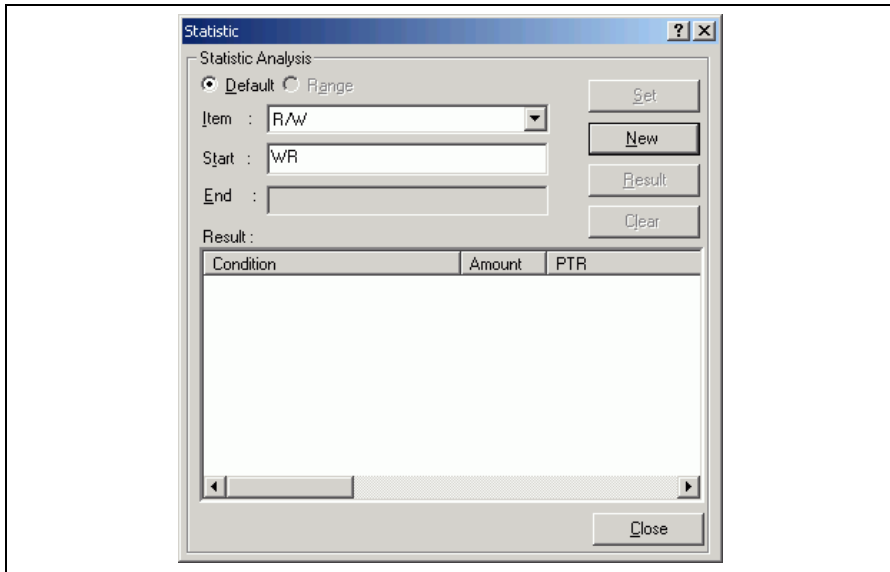 Statistic
Statistic Analysis
Default Range
Set
Item : R/W
New
Start : WR
Result
End :
Clear
Result :
Condition Amount PTR
Close